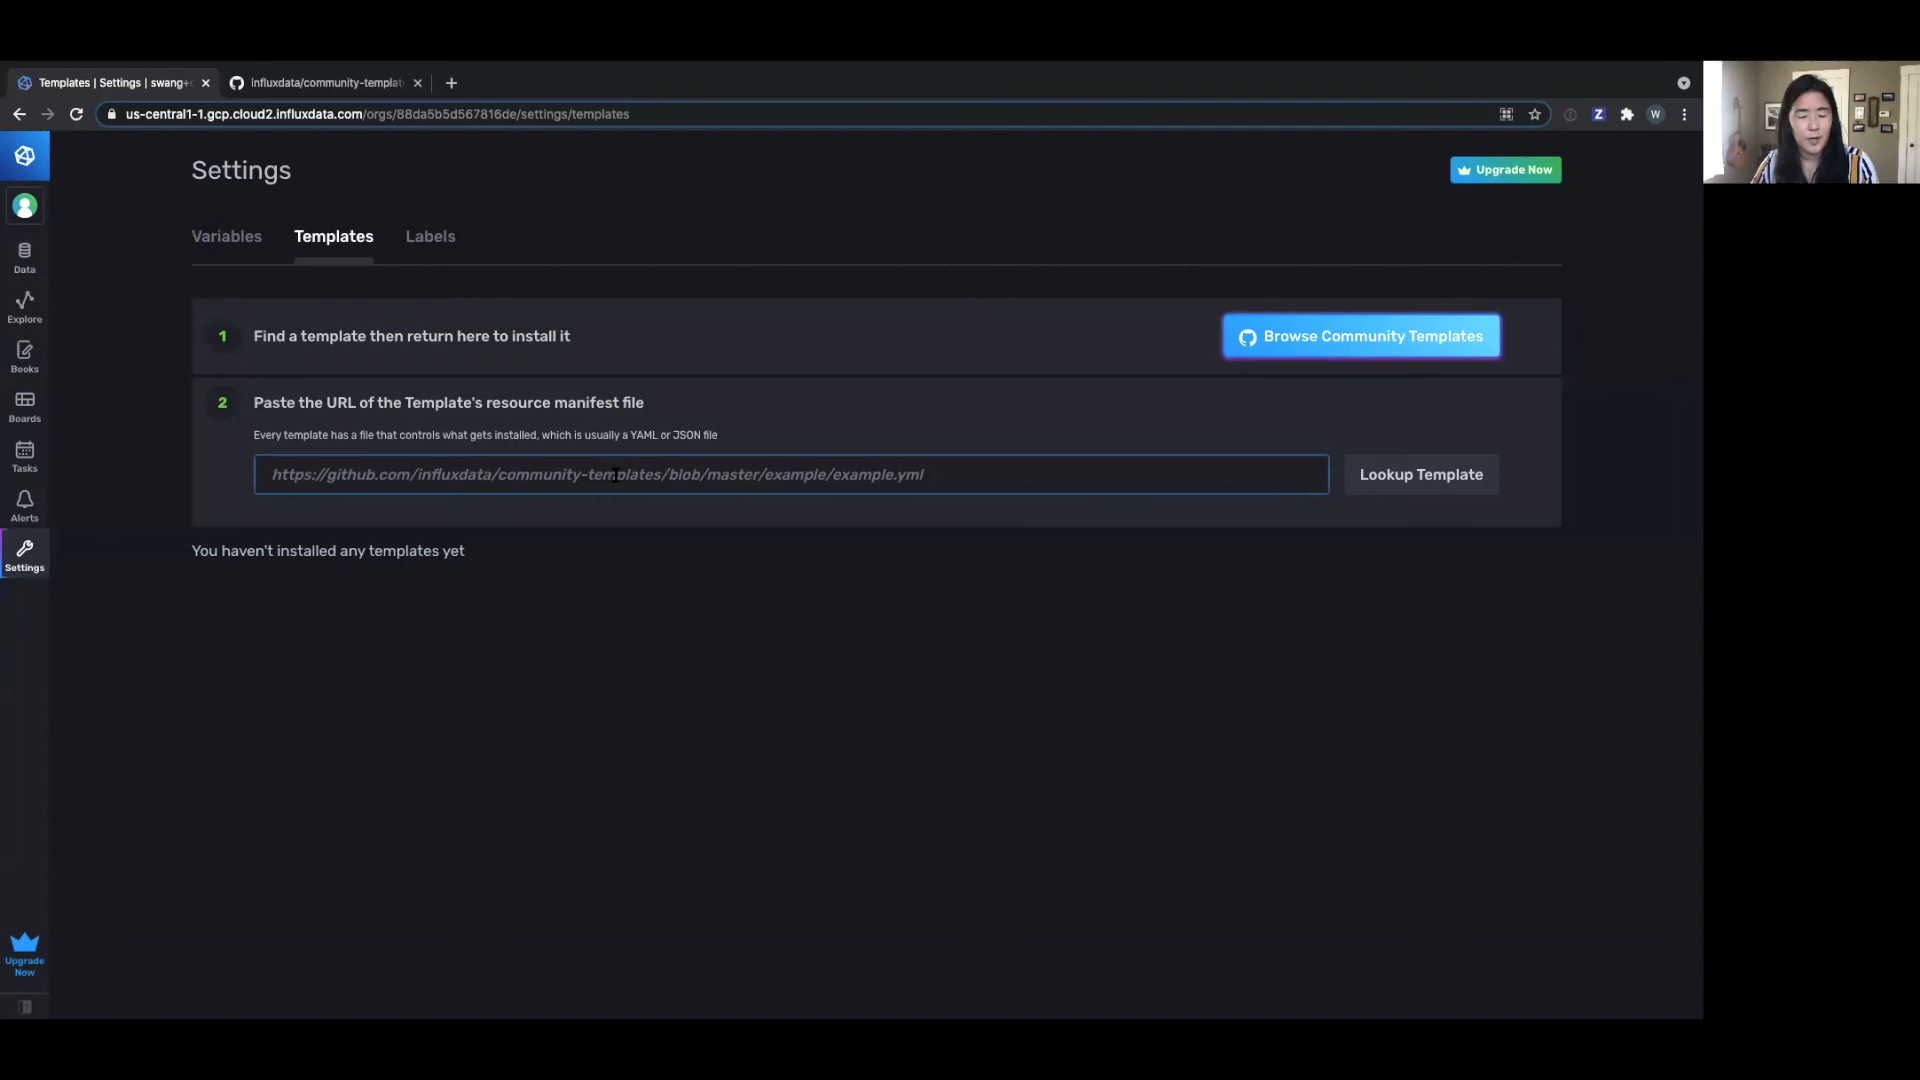 Templates | Settings | swang+
influxdata/community-templat
us-central1-1.gcp.cloud2.influxdata.com/orgs/88da5b5d567816de/settings/templates
Z
W
Settings
Upgrade Now
Variables
Templates
Labels
1
Find a template then return here to install it
Browse Community Templates
2
Paste the URL of the Template's resource manifest file
Every template has a file that controls what gets installed, which is usually a YAML or JSON file
https://github.com/influxdata/community-templates/blob/master/example/example.yml
Lookup Template
You haven't installed any templates yet
Data
Explore
Books
Boards
Tasks
Alerts
Settings
Upgrade
Now